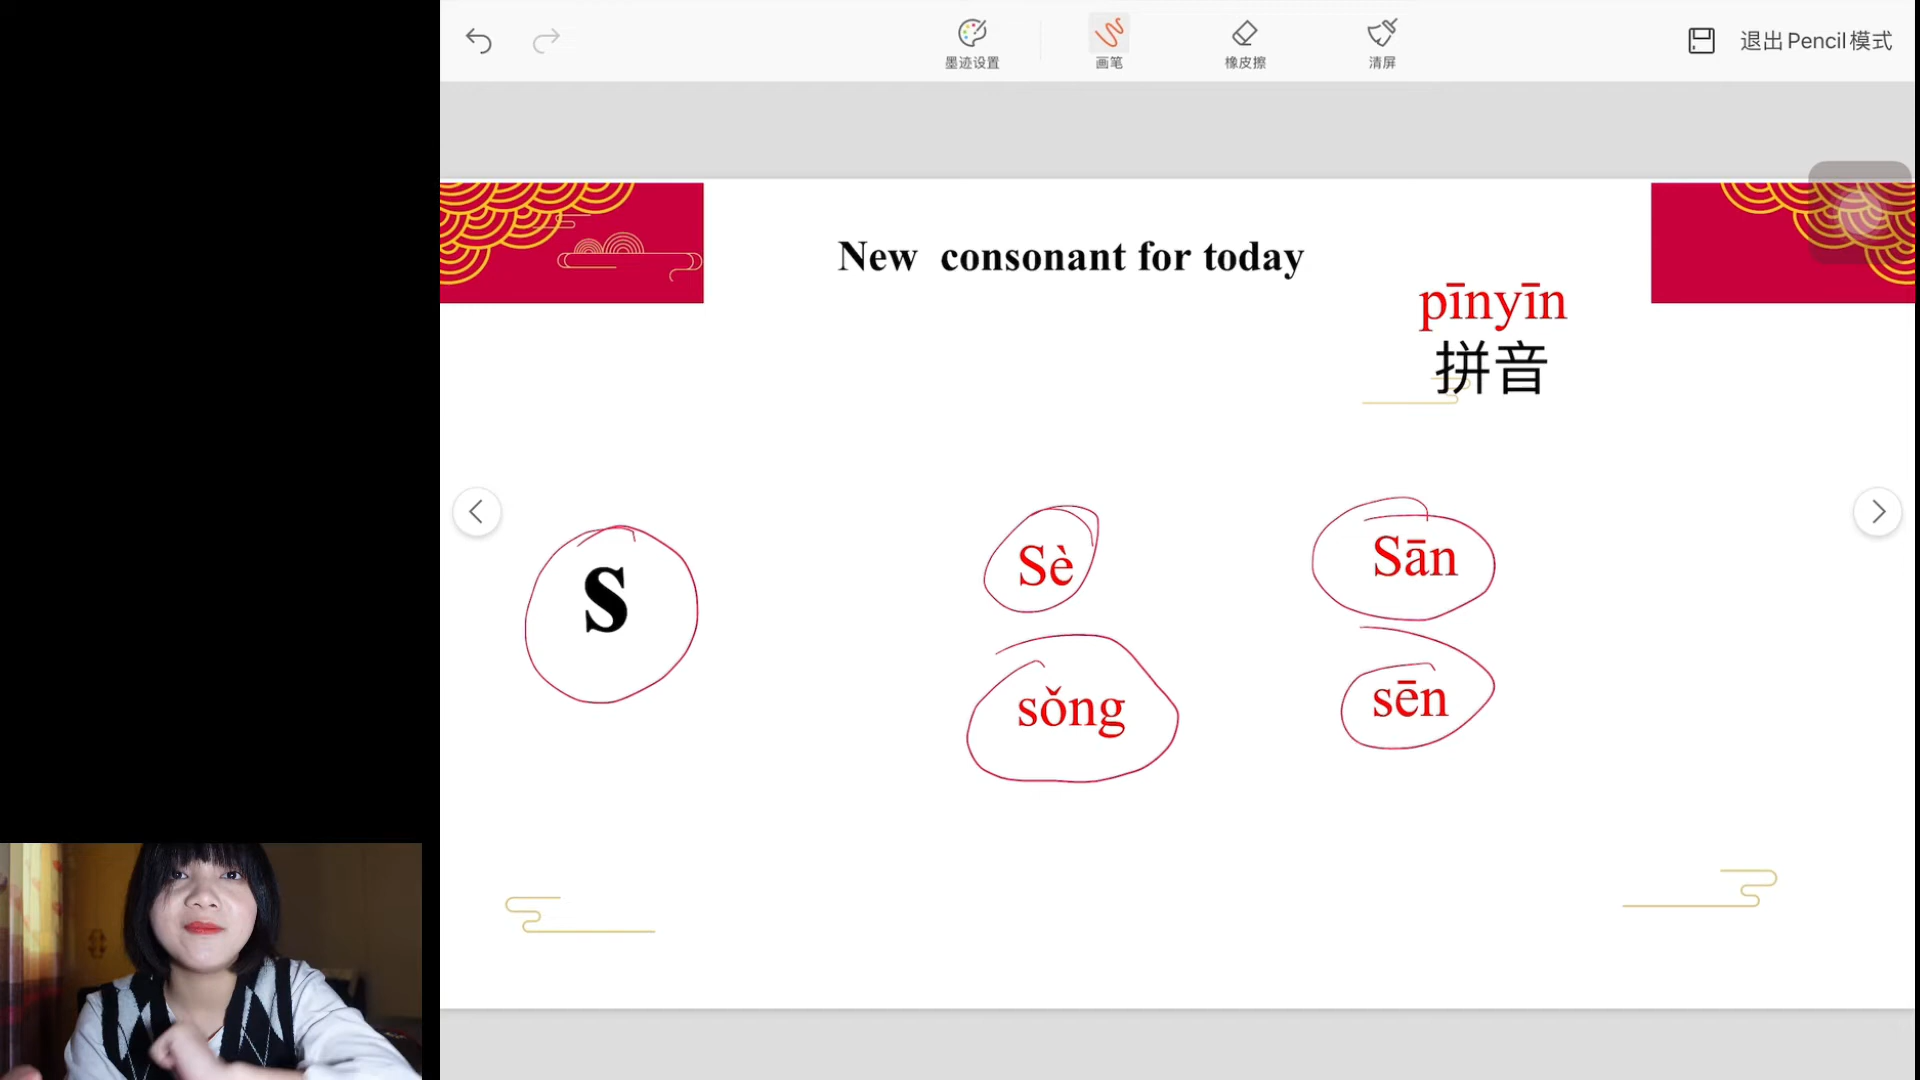 墨迹设置
画笔
橡皮擦
清屏
退出Pencil模式
New consonant for today
pīnyīn
拼音
s
Sè
Sān
sǒng
sēn